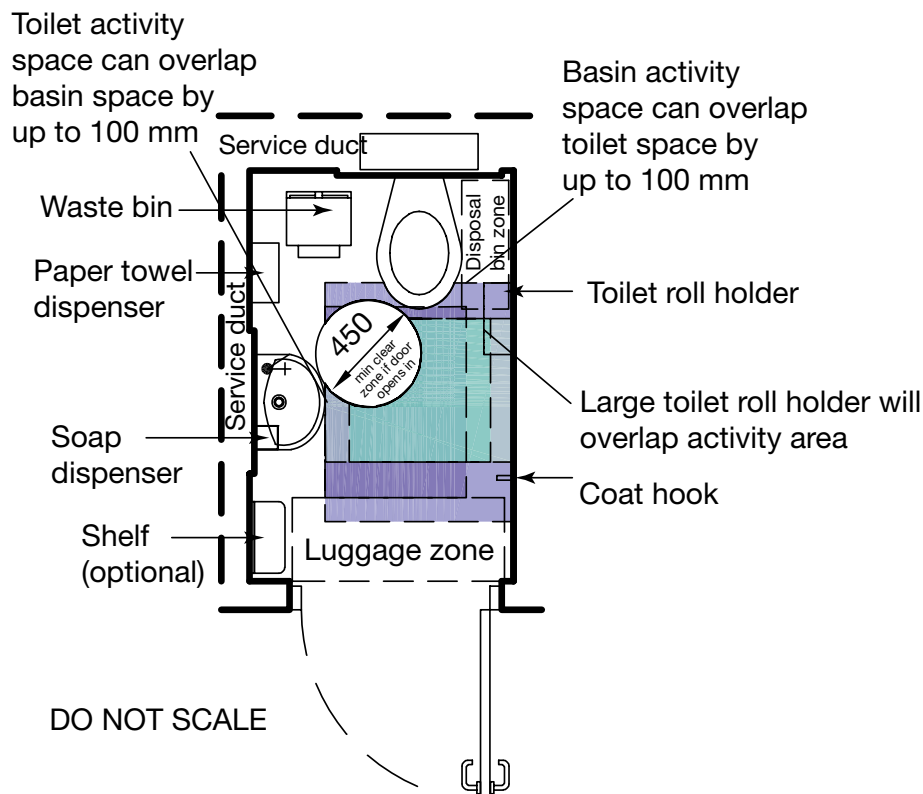 Toilet activity
space can overlap
basin space by
up to 100 mm
Basin activity
space can overlap
toilet space by
up to 100 mm
Service duct
Waste bin
Disposal
bin zone
Paper towel
dispenser
Toilet roll holder
Service duct
450
min clear
zone if door
opens in
Large toilet roll holder will
overlap activity area
Soap
dispenser
Coat hook
Shelf
(optional)
Luggage zone
DO NOT SCALE